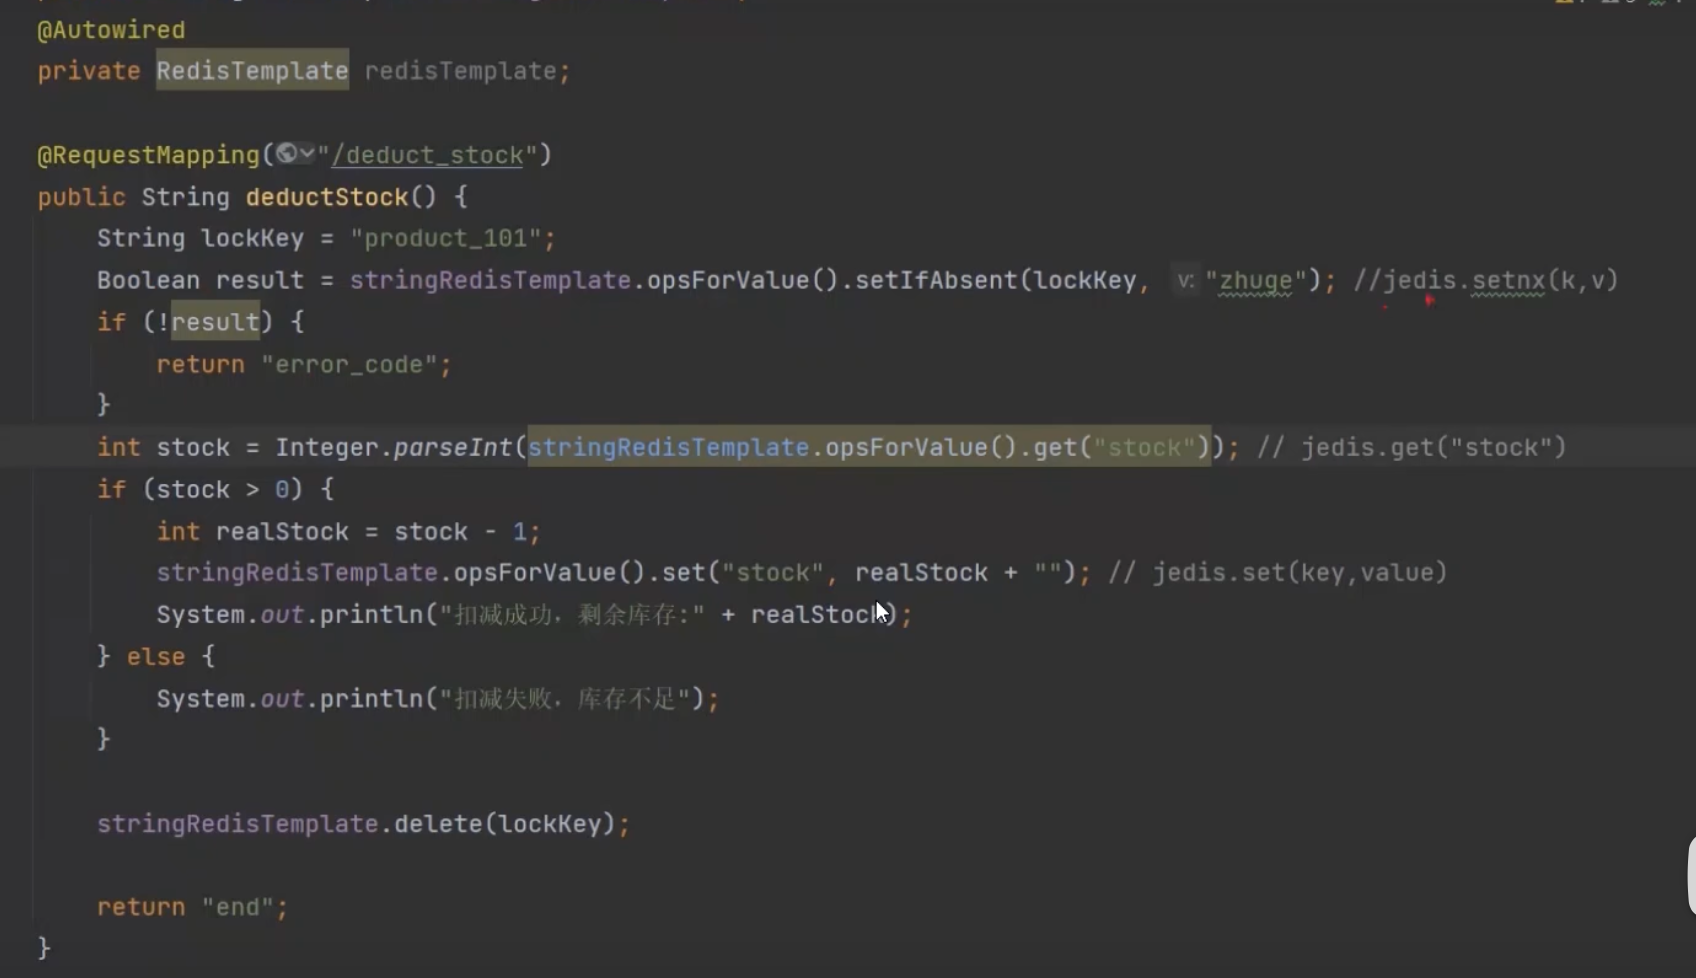 @Autowired
private RedisTemplate redisTemplate;
@RequestMapping("/deduct_stock")
public String deductStock() {
String lockKey = "product_101";
Boolean result = stringRedisTemplate.opsForValue().setIfAbsent(lockKey, v: "zhuge"); //jedis.setnx(k,v)
if (!result) {
return "error_code";
}
int stock = Integer.parseInt(stringRedisTemplate.opsForValue().get("stock")); // jedis.get("stock")
if (stock > 0) {
int realStock = stock - 1;
stringRedisTemplate.opsForValue().set("stock", realStock + ""); // jedis.set(key,value)
System.out.println("扣减成功，剩余库存:" + realStock);
} else {
System.out.println("扣减失败，库存不足");
}
stringRedisTemplate.delete(lockKey);
return "end";
}